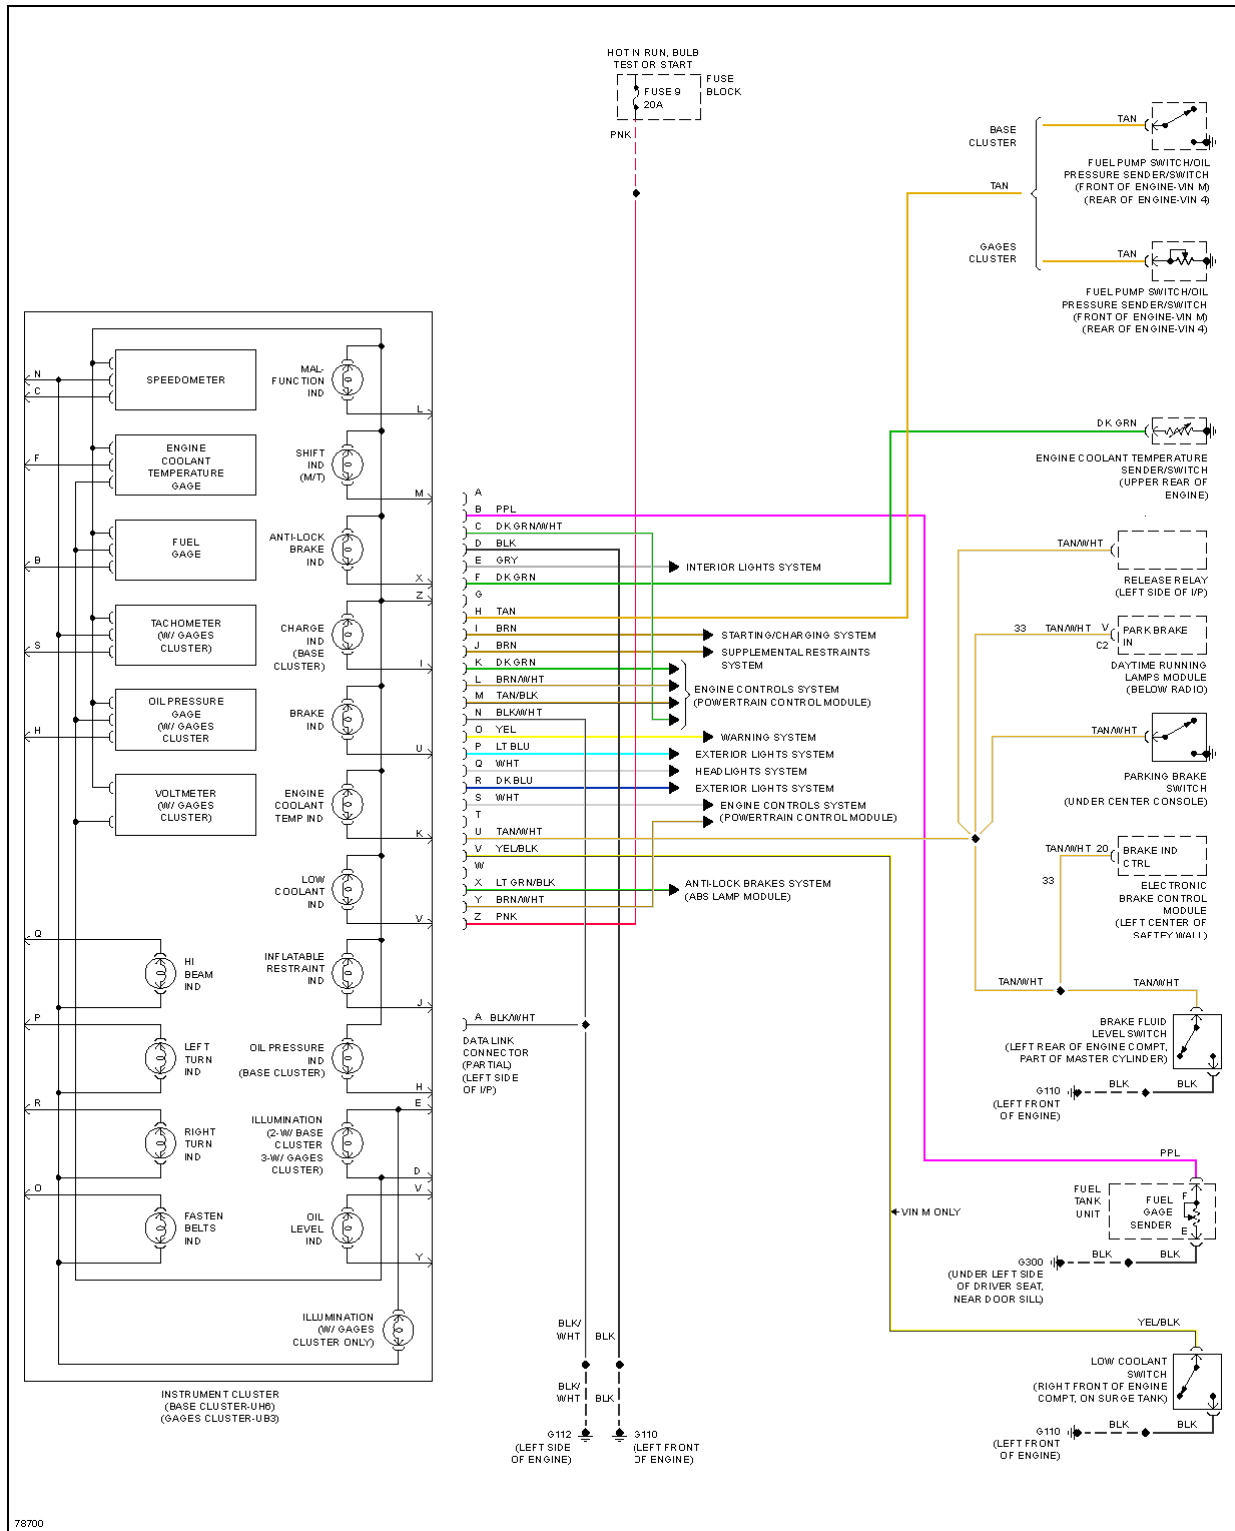 HOT IN RUN, BULB
TEST OR START
FUSE 9
20A
FUSE
BLOCK
PNK
BASE
CLUSTER
TAN
TAN
FUEL PUMP SWITCH/OIL
PRESSURE SENDER/SWITCH
(FRONT OF ENGINE-VIN M)
(REAR OF ENGINE-VIN 4)
GAGES
CLUSTER
TAN
FUEL PUMP SWITCH/OIL
PRESSURE SENDER/SWITCH
(FRONT OF ENGINE-VIN M)
(REAR OF ENGINE-VIN 4)
DK GRN
ENGINE COOLANT TEMPERATURE
SENDER/SWITCH
(UPPER REAR OF
ENGINE)
TAN/WHT
RELEASE RELAY
(LEFT SIDE OF I/P)
33 TAN/WHT V
C2
PARK BRAKE
IN
DAYTIME RUNNING
LAMPS MODULE
(BELOW RADIO)
TAN/WHT
PARKING BRAKE
SWITCH
(UNDER CENTER CONSOLE)
TAN/WHT 20
BRAKE IND
CTRL
33
ELECTRONIC
BRAKE CONTROL
MODULE
(LEFT CENTER OF
SAFTEY WALL)
TAN/WHT
TAN/WHT
BRAKE FLUID
LEVEL SWITCH
(LEFT REAR OF ENGINE COMPT,
PART OF MASTER CYLINDER)
G110
(LEFT FRONT
OF ENGINE)
BLK
BLK
PPL
FUEL
TANK
UNIT
FUEL
GAGE
SENDER
F
E
VIN M ONLY
G300
(UNDER LEFT SIDE
OF DRIVER SEAT,
NEAR DOOR SILL)
BLK
BLK
YEL/BLK
LOW COOLANT
SWITCH
(RIGHT FRONT OF ENGINE
COMPT, ON SURGE TANK)
G110
(LEFT FRONT
OF ENGINE)
BLK
BLK
N
C
SPEEDOMETER
F
ENGINE
COOLANT
TEMPERATURE
GAGE
B
FUEL
GAGE
S
TACHOMETER
(W/ GAGES
CLUSTER)
H
OIL PRESSURE
GAGE
(W/ GAGES
CLUSTER
VOLTMETER
(W/ GAGES
CLUSTER)
Q
HI
BEAM
IND
P
LEFT
TURN
IND
R
RIGHT
TURN
IND
O
FASTEN
BELTS
IND
MAL-
FUNCTION
IND
L
SHIFT
IND
(M/T)
M
ANTI-LOCK
BRAKE
IND
X
Z
CHARGE
IND
(BASE
CLUSTER)
I
BRAKE
IND
U
ENGINE
COOLANT
TEMP IND
K
LOW
COOLANT
IND
V
INFLATABLE
RESTRAINT
IND
J
OIL PRESSURE
IND
(BASE CLUSTER)
H
E
ILLUMINATION
(2-W/ BASE
CLUSTER
3-W/ GAGES
CLUSTER)
D
V
OIL
LEVEL
IND
Y
ILLUMINATION
(W/ GAGES
CLUSTER ONLY)
INSTRUMENT CLUSTER
(BASE CLUSTER-UH6)
(GAGES CLUSTER-UB3)
A
B PPL
C DK GRN/WHT
D BLK
E GRY
INTERIOR LIGHTS SYSTEM
F DK GRN
G
H TAN
I BRN
STARTING/CHARGING SYSTEM
J BRN
SUPPLEMENTAL RESTRAINTS
SYSTEM
K DK GRN
L BRN/WHT
M TAN/BLK
ENGINE CONTROLS SYSTEM
(POWERTRAIN CONTROL MODULE)
N BLK/WHT
O YEL
WARNING SYSTEM
P LT BLU
EXTERIOR LIGHTS SYSTEM
Q WHT
HEADLIGHTS SYSTEM
R DK BLU
EXTERIOR LIGHTS SYSTEM
S WHT
ENGINE CONTROLS SYSTEM
(POWERTRAIN CONTROL MODULE)
T
U TAN/WHT
V YEL/BLK
W
X LT GRN/BLK
ANTI-LOCK BRAKES SYSTEM
(ABS LAMP MODULE)
Y BRN/WHT
Z PNK
A BLK/WHT
DATA LINK
CONNECTOR
(PARTIAL)
(LEFT SIDE
OF I/P)
BLK/
WHT
BLK
BLK/
WHT
BLK
G112
(LEFT SIDE
OF ENGINE)
G110
(LEFT FRONT
OF ENGINE)
78700